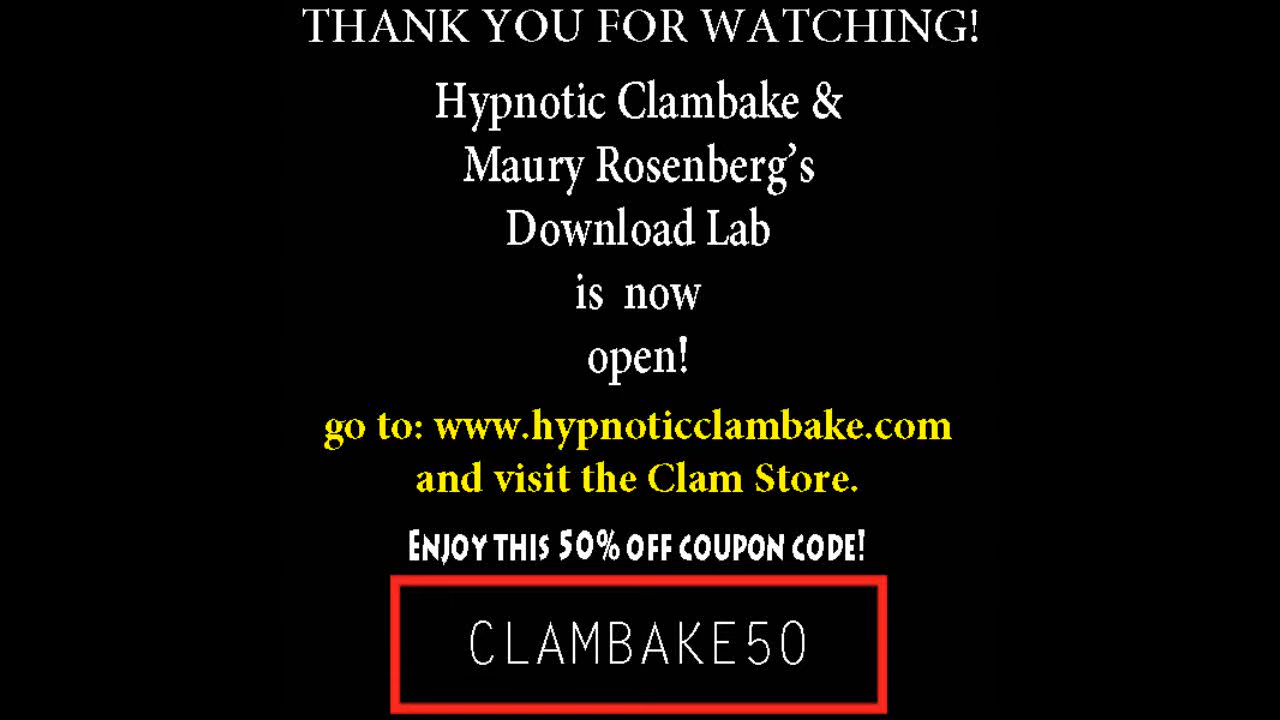 THANK YOU FOR WATCHING!
Hypnotic Clambake &
Maury Rosenberg’s
Download Lab
is now
open!
go to: www.hypnoticclambake.com
and visit the Clam Store.
ENJOY THIS 50% OFF COUPON CODE!
CLAMBAKE50